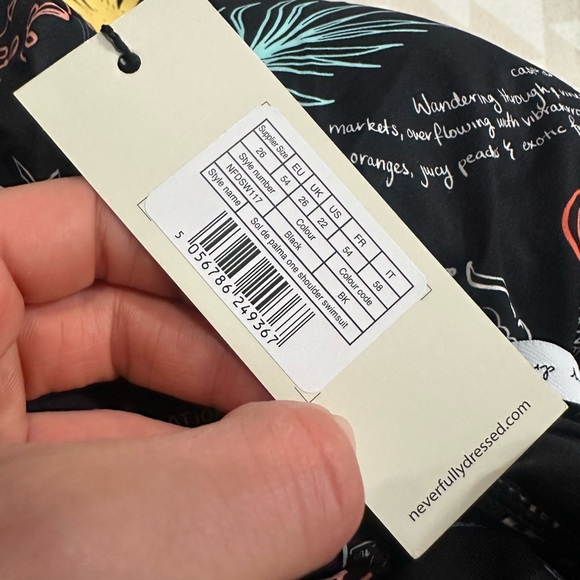 Wandering through
markets, overflowing with vibrant
oranges, juicy peach & exotic
Supplier Size EU UK US FR IT
26 54 26 22 54 58
Style number Colour Colour code
NFDSW117 Black BK
Style name Sol de palma one shoulder swimsuit
5 056786 249367
neverfullydressed.com